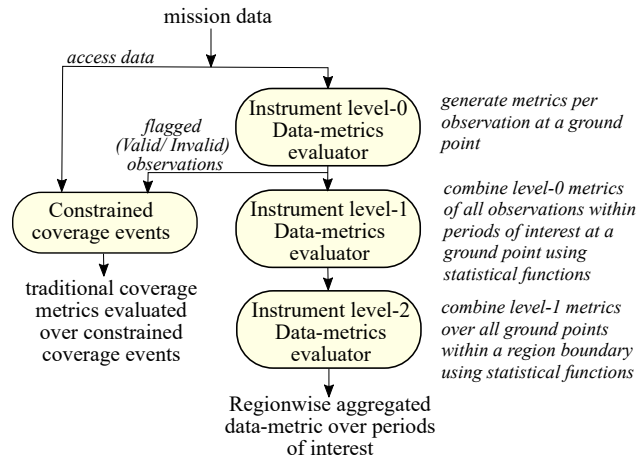 mission data
access data
Instrument level-0
Data-metrics
evaluator
generate metrics per
observation at a ground
point
flagged
(Valid/ Invalid)
observations
Constrained
coverage events
Instrument level-1
Data-metrics
evaluator
combine level-0 metrics
of all observations within
periods of interest at a
ground point using
statistical functions
traditional coverage
metrics evaluated
over constrained
coverage events
Instrument level-2
Data-metrics
evaluator
combine level-1 metrics
over all ground points
within a region boundary
using statistical functions
Regionwise aggregated
data-metric over periods
of interest